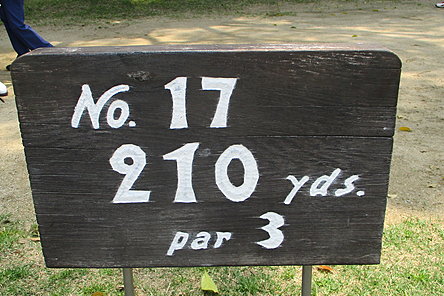 No. 17
210 yds.
par 3